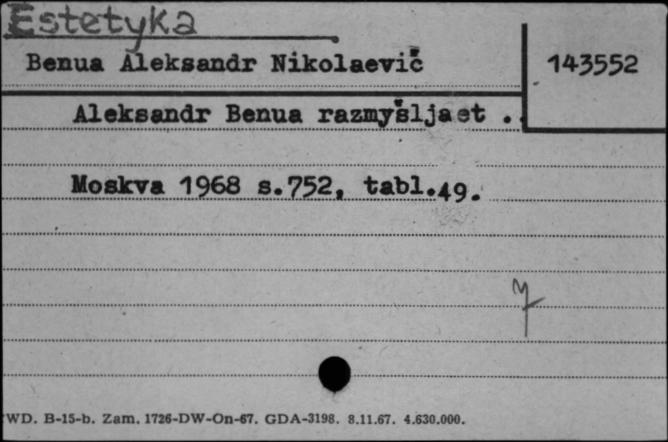 Estetyka
Benua Aleksandr Nikolaevič
143552
Aleksandr Benua razmyšljaet ..
Moskva 1968 s.752, tabl.49.
WD. B-15-b. Zam. 1726-DW-On-67. GDA-3198. 8.11.67. 4.630.000.